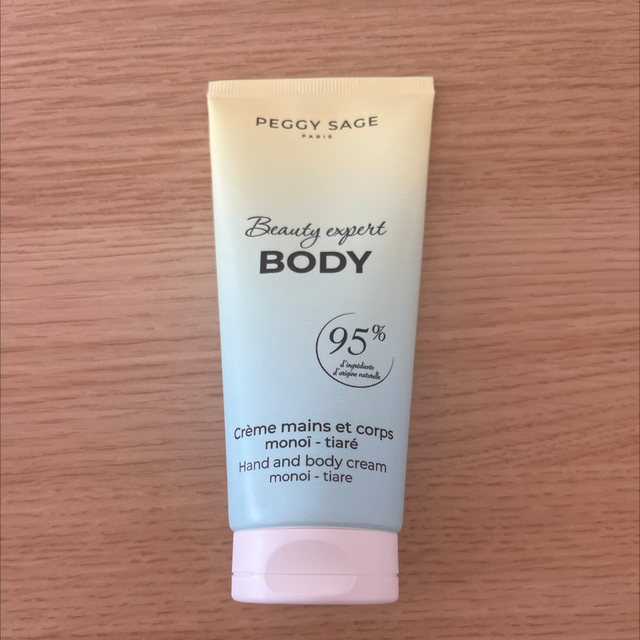 PEGGY SAGE
PARIS
Beauty expert
BODY
95%
d'ingrédients
d'origine naturelle
Crème mains et corps
monoï - tiaré
Hand and body cream
monoi - tiare